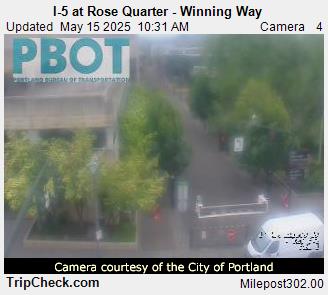 I-5 at Rose Quarter - Winning Way
Updated May 15 2025 10:31 AM Camera 4
PBOT
PORTLAND BUREAU OF TRANSPORTATION
Camera courtesy of the City of Portland
TripCheck.com Milepost302.00